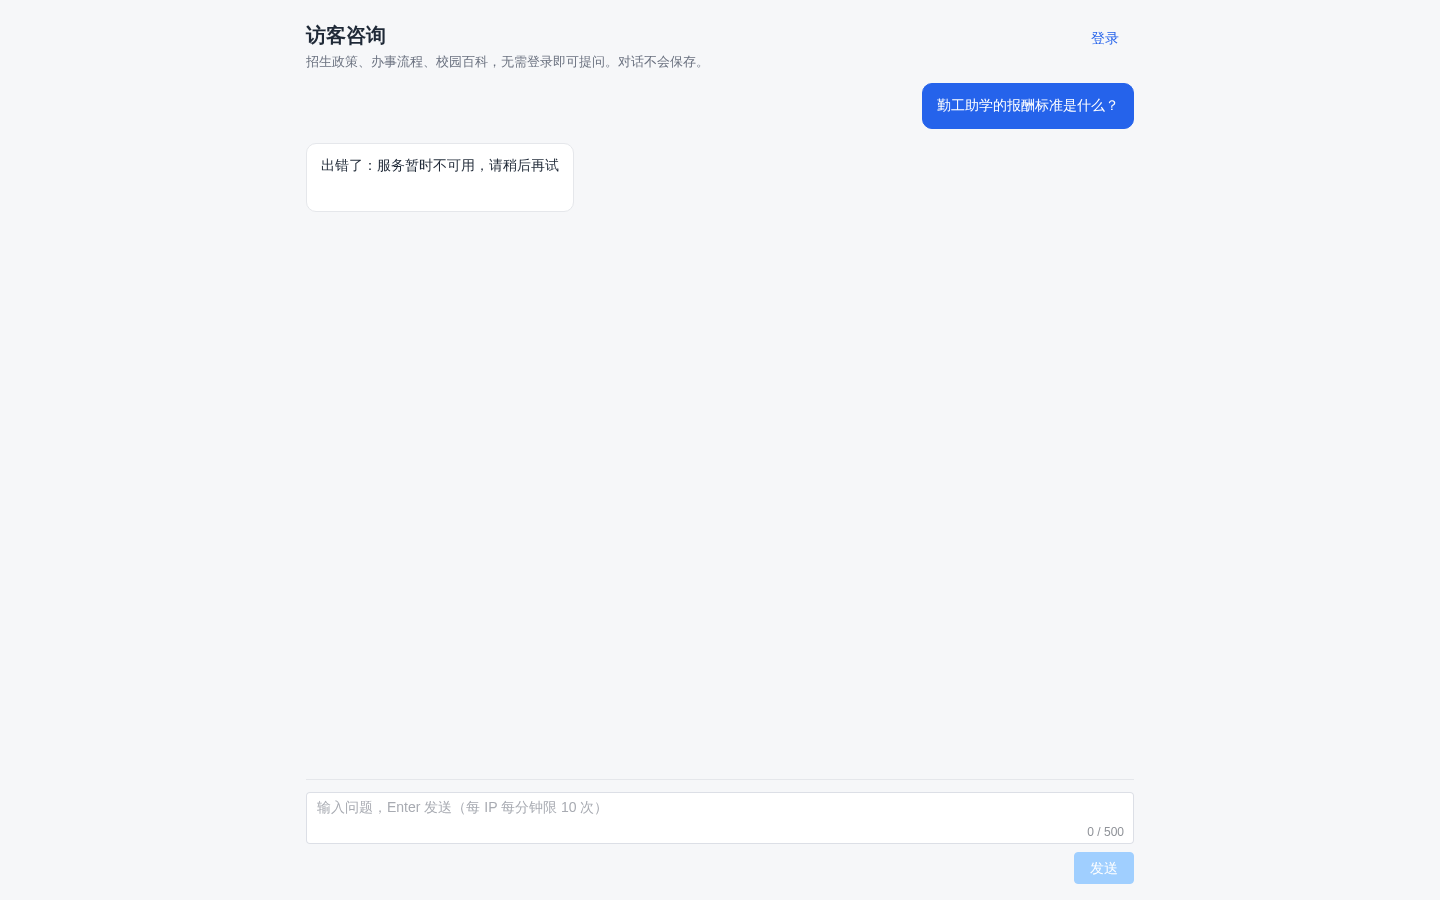 访客咨询
登录
招生政策、办事流程、校园百科，无需登录即可提问。对话不会保存。
勤工助学的报酬标准是什么？
出错了：服务暂时不可用，请稍后再试
输入问题，Enter 发送（每 IP 每分钟限 10 次）
0 / 500
发送